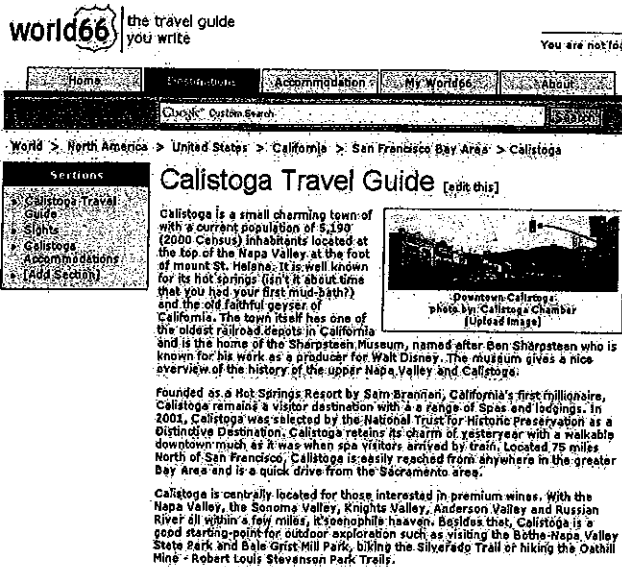 world66
the travel guide
you write
You are not lo
Home Destinations Accommodation My World66 About
Google™ Custom Search Search
World > North America > United States > California > San Francisco Bay Area > Calistoga
Sections
Calistoga Travel
Guide
Sights
Calistoga
Accommodations
[Add Section]
Calistoga Travel Guide [edit this]
Calistoga is a small charming town of
with a current population of 5,190
(2000 Census) inhabitants located at
the top of the Napa Valley at the foot
of mount St. Helena. It is well known
for its hot springs (isn't it about time
that you had your first mud-bath?)
and the old faithful geyser of
California. The town itself has one of
the oldest railroad depots in California
and is the home of the Sharpsteen Museum, named after Ben Sharpsteen who is
known for his work as a producer for Walt Disney. The museum gives a nice
overview of the history of the upper Napa Valley and Calistoga.
Downtown Calistoga
photo by: Calistoga Chamber
[Upload Image]
Founded as a Hot Springs Resort by Sam Brannan, California's first millionaire,
Calistoga remains a visitor destination with a a range of Spas and lodgings. In
2001, Calistoga was selected by the National Trust for Historic Preservation as a
Distinctive Destination. Calistoga retains its charm of yesteryear with a walkable
downtown much as it was when spa visitors arrived by train. Located 75 miles
North of San Francisco, Calistoga is easily reached from anywhere in the greater
Bay Area and is a quick drive from the Sacramento area.
Calistoga is centrally located for those interested in premium wines. With the
Napa Valley, the Sonoma Valley, Knights Valley, Anderson Valley and Russian
River all within a few miles, it's oenophile heaven. Besides that, Calistoga is a
good starting-point for outdoor exploration such as visiting the Bothe-Napa Valley
State Park and Bale Grist Mill Park, biking the Silverado Trail or hiking the Oathill
Mine - Robert Louis Stevenson Park Trails.